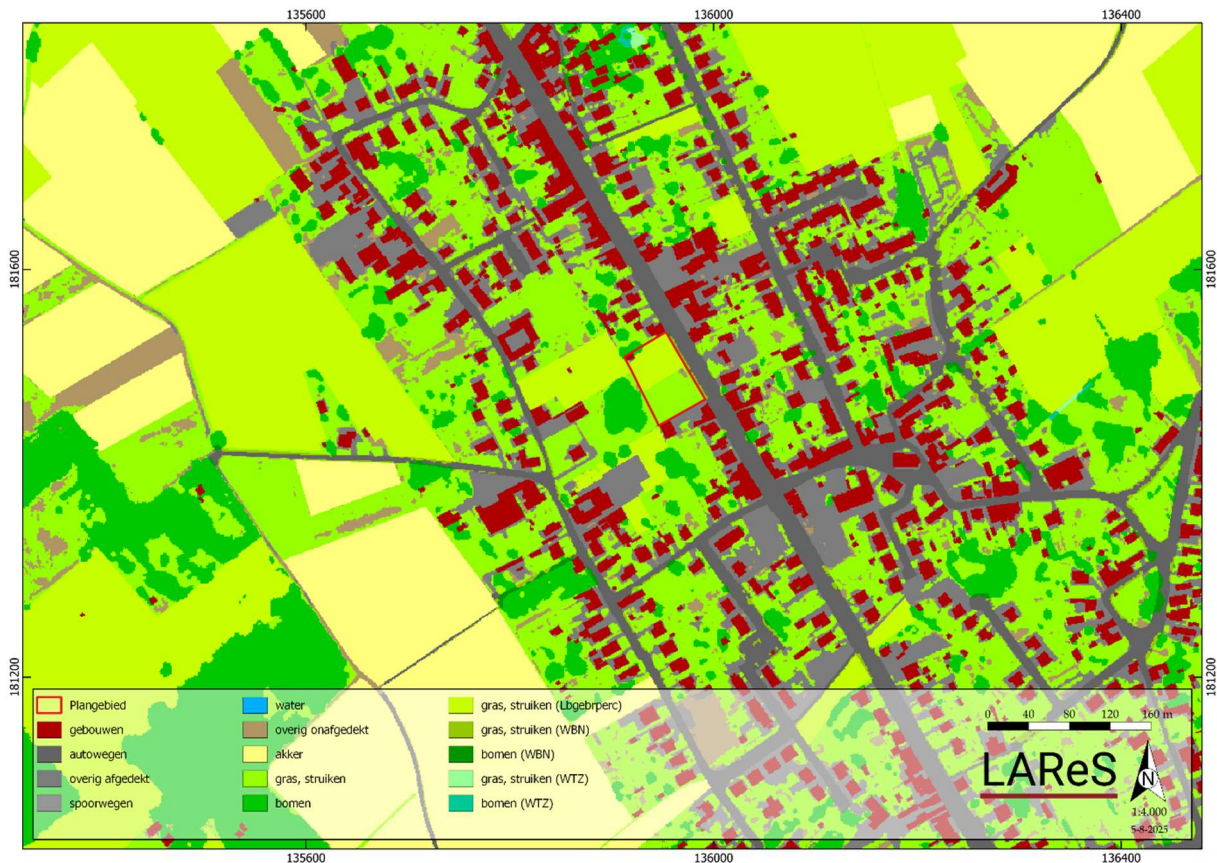 135600 136000 136400
181600 181600
181200 181200
Plangebied
gebouwen
autowegen
overig afgedekt
spoorwegen
water
overig onafgedekt
akker
gras, struiken
bomen
gras, struiken (Lbgebrperc)
gras, struiken (WBN)
bomen (WBN)
gras, struiken (WTZ)
bomen (WTZ)
0 40 80 120 160 m
LAReS
N
1:4.000
5-8-2025
135600 136000 136400